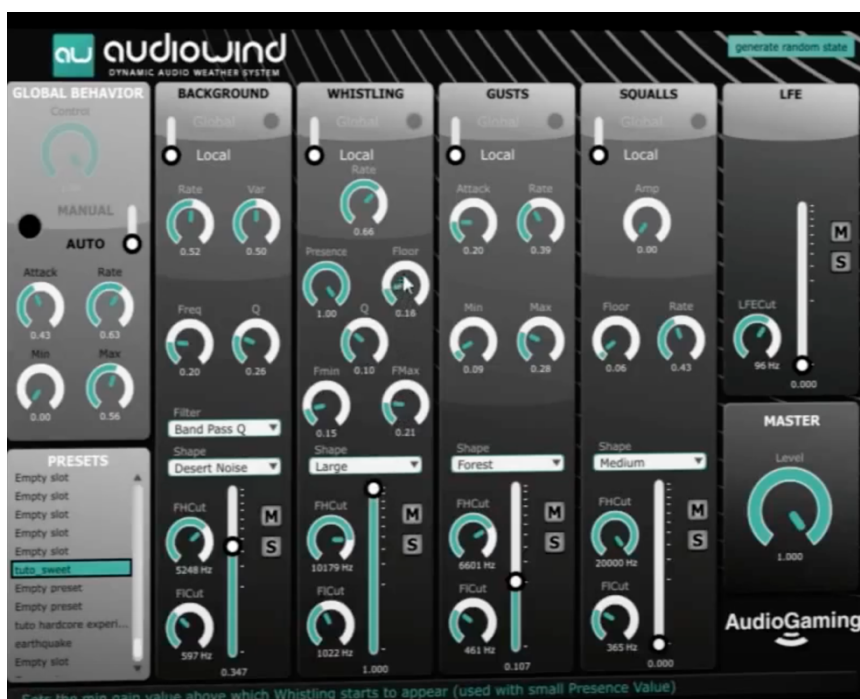 au audiowind
DYNAMIC AUDIO WEATHER SYSTEM
generate random state
GLOBAL BEHAVIOR
Control
MANUAL
AUTO
Attack Rate
0.43 0.63
Min Max
0.00 0.56
PRESETS
Empty slot
Empty slot
Empty slot
Empty slot
Empty slot
tuto_sweet
Empty preset
Empty preset
tuto hardcore experi...
earthquake
Empty slot
BACKGROUND
Global
Local
Rate Var
0.52 0.50
Freq Q
0.20 0.26
Filter
Band Pass Q
Shape
Desert Noise
FHCut
5248 Hz
M
S
FlCut
597 Hz
0.347
WHISTLING
Global
Local
Rate
0.66
Presence Floor
1.00 0.16
Q
0.10
Fmin FMax
0.15 0.21
Shape
Large
FHCut
10179 Hz
M
S
FlCut
1022 Hz
1.000
GUSTS
Global
Local
Attack Rate
0.20 0.39
Min Max
0.09 0.28
Shape
Forest
FHCut
6601 Hz
M
S
FlCut
461 Hz
0.107
SQUALLS
Global
Local
Amp
0.00
Floor Rate
0.06 0.43
Shape
Medium
FHCut
20000 Hz
M
S
FlCut
365 Hz
0.000
LFE
M
S
LFECut
96 Hz
0.000
MASTER
Level
1.000
AudioGaming
Sets the min gain value above which Whistling starts to appear (used with small Presence Value)